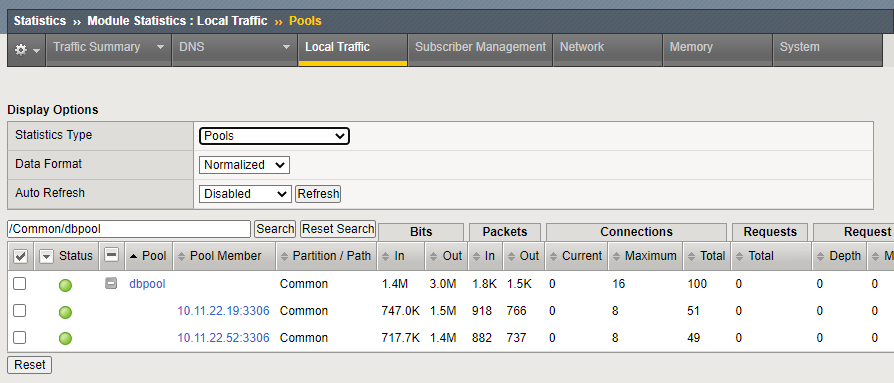 Statistics ›› Module Statistics : Local Traffic ›› Pools
Traffic Summary DNS Local Traffic Subscriber Management Network Memory System
Display Options
Statistics Type Pools
Data Format Normalized
Auto Refresh Disabled Refresh
/Common/dbpool Search Reset Search Bits Packets Connections Requests Request
Status Pool Pool Member Partition / Path In Out In Out Current Maximum Total Total Depth M
dbpool Common 1.4M 3.0M 1.8K 1.5K 0 16 100 0 0 0
10.11.22.19:3306 Common 747.0K 1.5M 918 766 0 8 51 0 0 0
10.11.22.52:3306 Common 717.7K 1.4M 882 737 0 8 49 0 0 0
Reset